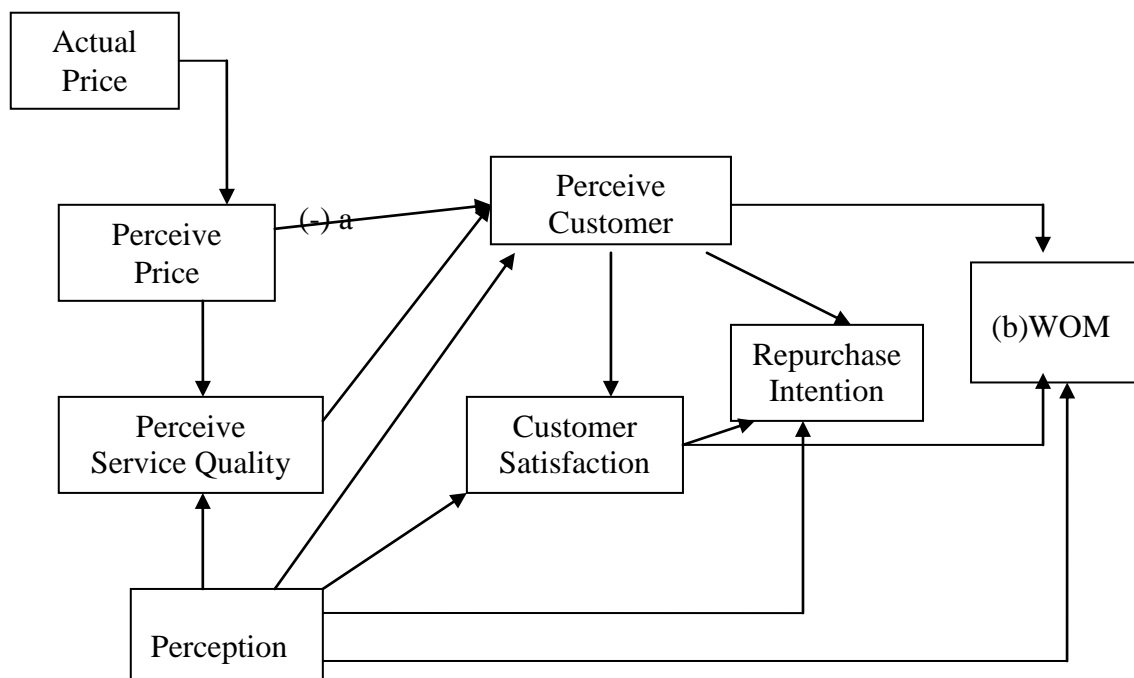 Actual
Price
Perceive
Customer
(-) a
Perceive
Price
(b)WOM
Repurchase
Intention
Perceive
Service Quality
Customer
Satisfaction
Perception